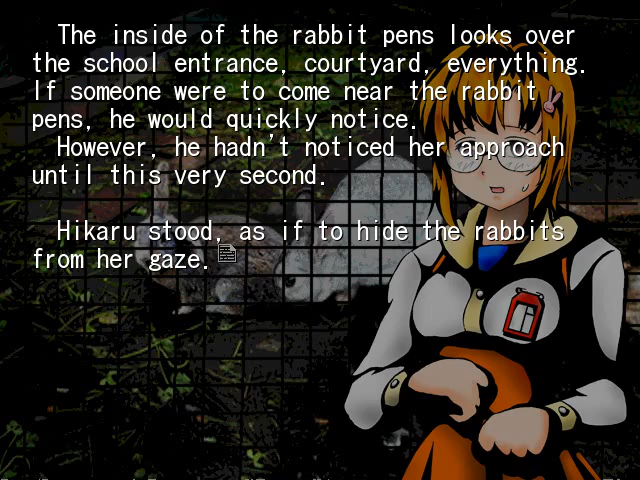 The inside of the rabbit pens looks over
the school entrance, courtyard, everything.
If someone were to come near the rabbit
pens, he would quickly notice.
However, he hadn't noticed her approach
until this very second.
Hikaru stood, as if to hide the rabbits
from her gaze.